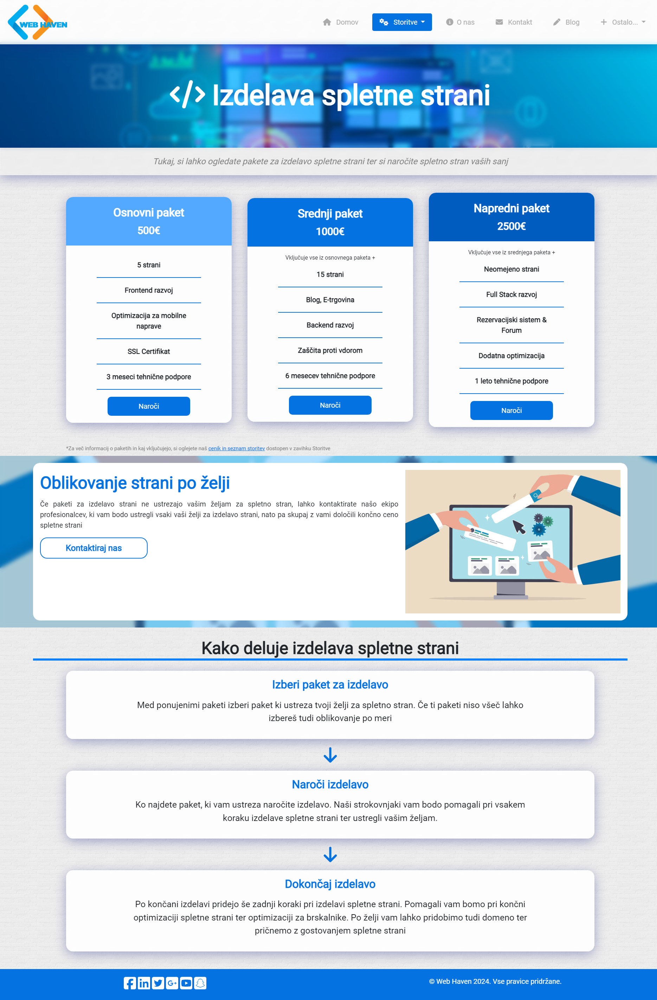 WEB HAVEN
Domov
Storitve
O nas
Kontakt
Blog
Ostalo...
Izdelava spletne strani
Tukaj, si lahko ogledate pakete za izdelavo spletne strani ter si naročite spletno stran vaših sanj
Osnovni paket
500€
5 strani
Frontend razvoj
Optimizacija za mobilne
naprave
SSL Certifikat
3 meseci tehnične podpore
Naroči
Srednji paket
1000€
Vključuje vse iz osnovnega paketa +
15 strani
Blog, E-trgovina
Backend razvoj
Zaščita proti vdorom
6 mesecev tehnične podpore
Naroči
Napredni paket
2500€
Vključuje vse iz srednjega paketa +
Neomejeno strani
Full Stack razvoj
Rezervacijski sistem &
Forum
Dodatna optimizacija
1 leto tehnične podpore
Naroči
*Za več informacij o paketih in kaj vključujejo, si oglejete naš cenik in seznam storitev dostopen v zavihku Storitve
Oblikovanje strani po želji
Če paketi za izdelavo strani ne ustrezajo vašim željam za spletno stran, lahko kontaktirate našo ekipo
profesionalcev, ki vam bodo ustregli vsaki vaši želji za izdelavo strani, nato pa skupaj z vami določili končno ceno
spletne strani
Kontaktiraj nas
Kako deluje izdelava spletne strani
Izberi paket za izdelavo
Med ponujenimi paketi izberi paket ki ustreza tvoji želji za spletno stran. Če ti paketi niso všeč lahko
izbereš tudi oblikovanje po meri
Naroči izdelavo
Ko najdete paket, ki vam ustreza naročite izdelavo. Naši strokovnjaki vam bodo pomagali pri vsakem
koraku izdelave spletne strani ter ustregli vašim željam.
Dokončaj izdelavo
Po končani izdelavi pridejo še zadnji koraki pri izdelavi spletne strani. Pomagali vam bomo pri končni
optimizaciji spletne strani ter optimizaciji za brskalnike. Po želji vam lahko pridobimo tudi domeno ter
pričnemo z gostovanjem spletne strani
© Web Haven 2024. Vse pravice pridržane.